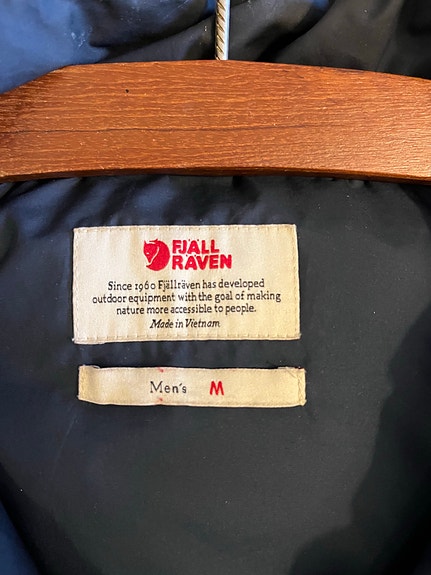 FJÄLL
RÄVEN
Since 1960 Fjällräven has developed
outdoor equipment with the goal of making
nature more accessible to people.
Made in Vietnam
Men's M